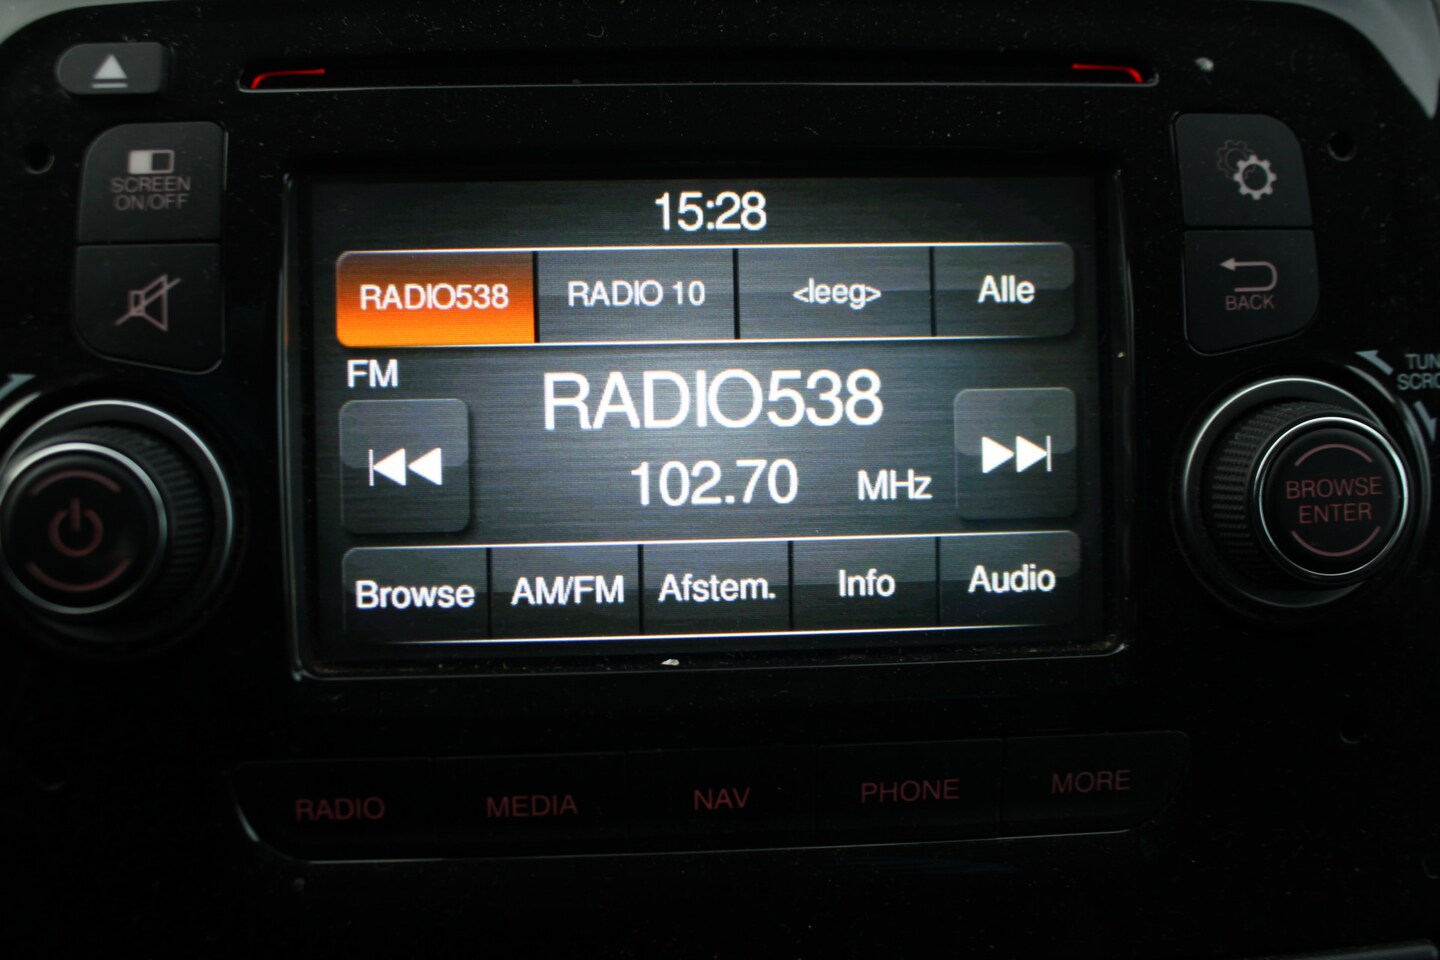 SCREEN
ON/OFF
15:28
RADIO538 RADIO 10 <leeg> Alle
BACK
FM
RADIO538
102.70 MHz
BROWSE
ENTER
Browse AM/FM Afstem. Info Audio
RADIO MEDIA NAV PHONE MORE